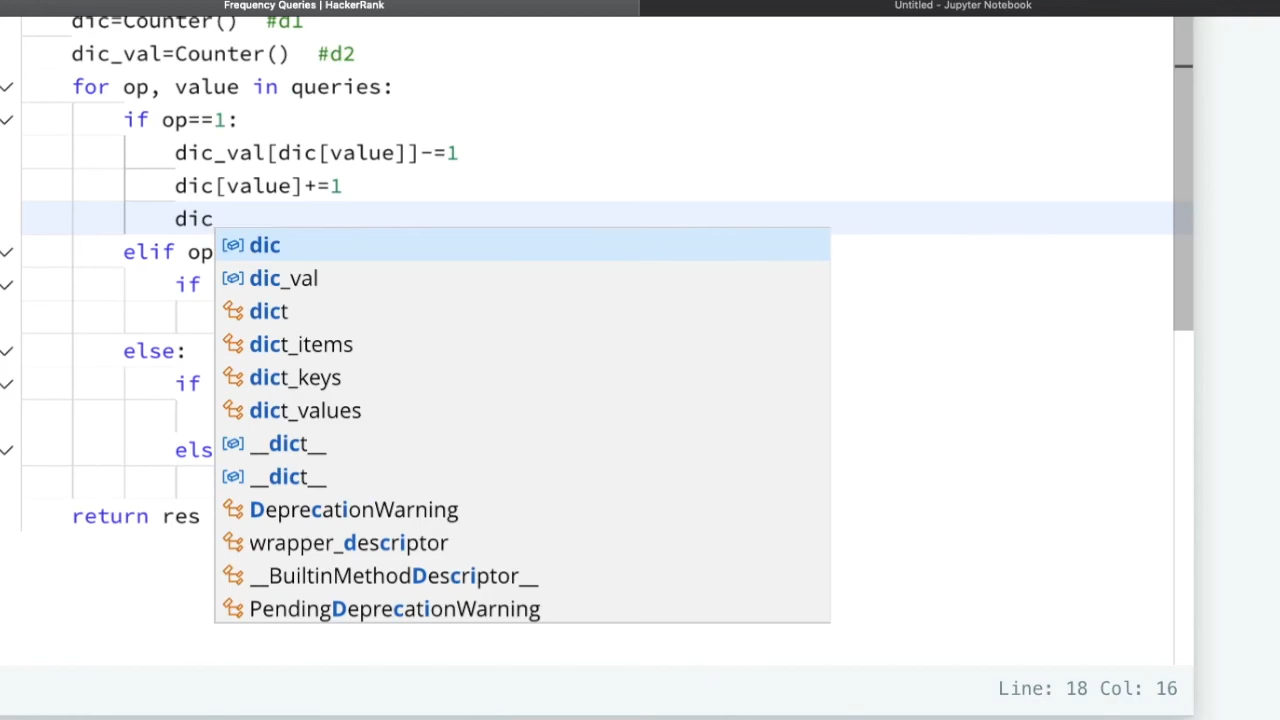 Frequency Queries | HackerRank
Untitled - Jupyter Notebook
dic=Counter() #d1
dic_val=Counter() #d2
for op, value in queries:
if op==1:
dic_val[dic[value]]-=1
dic[value]+=1
dic
dic
elif op
dic_val
if
dict
dict_items
else:
dict_keys
if
dict_values
els
__dict__
__dict__
DeprecationWarning
return res
wrapper_descriptor
__BuiltinMethodDescriptor__
PendingDeprecationWarning
Line: 18 Col: 16